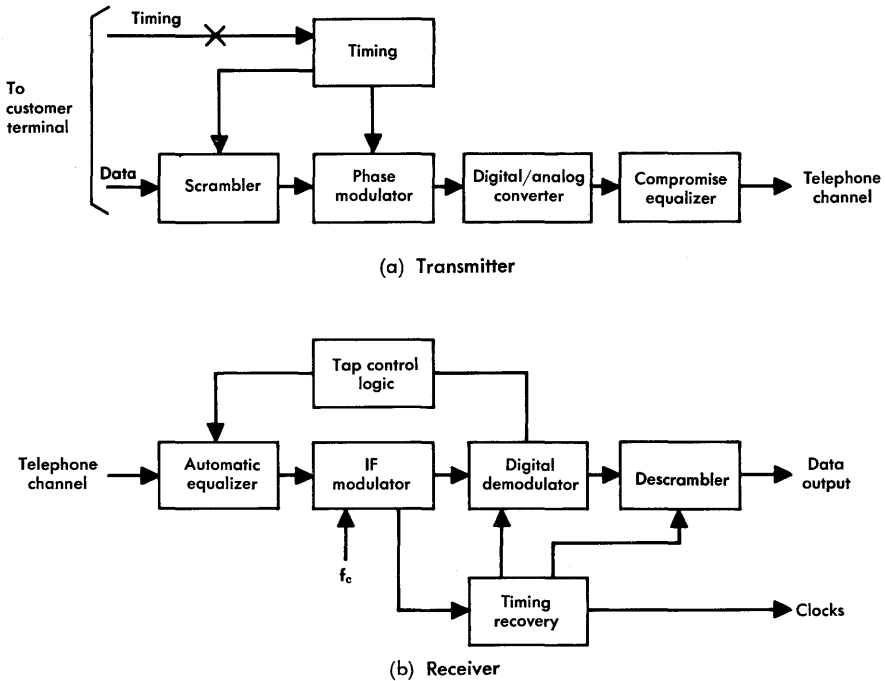 Timing
Timing
To
customer
terminal
Data
Scrambler
Phase
modulator
Digital/analog
converter
Compromise
equalizer
Telephone
channel
(a) Transmitter
Tap control
logic
Telephone
channel
Automatic
equalizer
IF
modulator
Digital
demodulator
Descrambler
Data
output
fc
Timing
recovery
Clocks
(b) Receiver